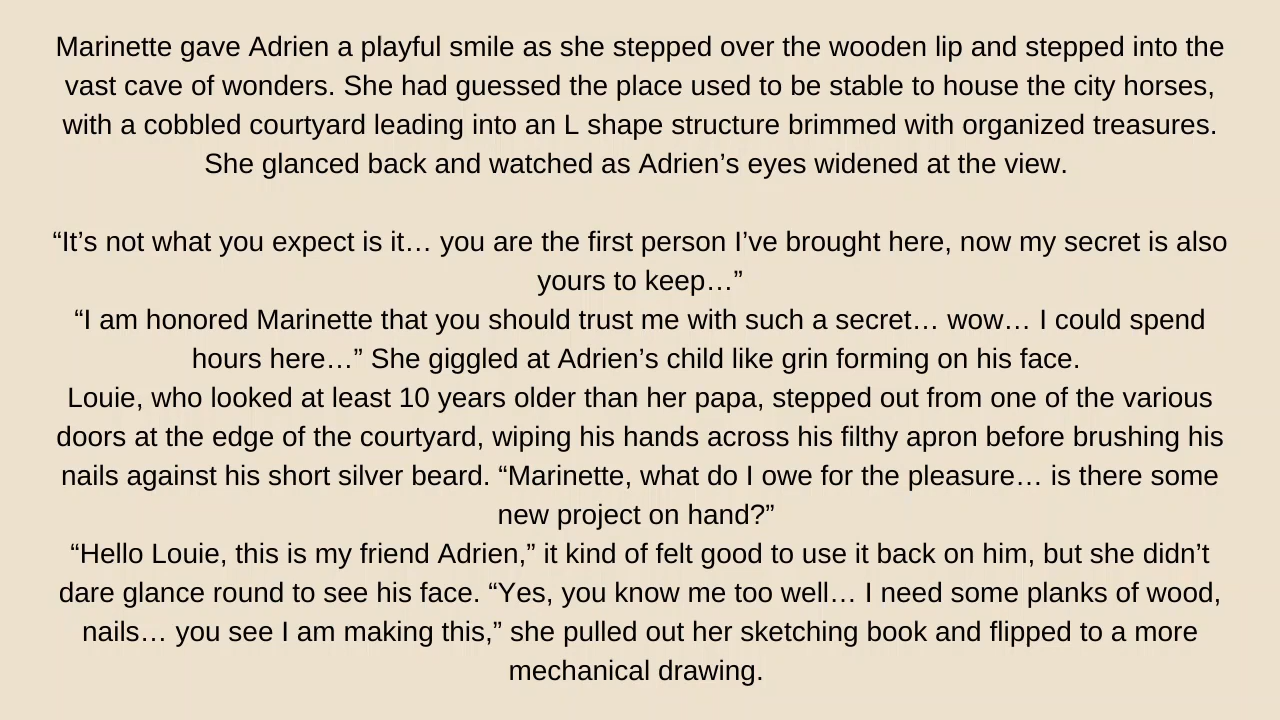 Marinette gave Adrien a playful smile as she stepped over the wooden lip and stepped into the
vast cave of wonders. She had guessed the place used to be stable to house the city horses,
with a cobbled courtyard leading into an L shape structure brimmed with organized treasures.
She glanced back and watched as Adrien’s eyes widened at the view.
“It’s not what you expect is it… you are the first person I’ve brought here, now my secret is also
yours to keep…”
“I am honored Marinette that you should trust me with such a secret… wow… I could spend
hours here…” She giggled at Adrien’s child like grin forming on his face.
Louie, who looked at least 10 years older than her papa, stepped out from one of the various
doors at the edge of the courtyard, wiping his hands across his filthy apron before brushing his
nails against his short silver beard. “Marinette, what do I owe for the pleasure… is there some
new project on hand?”
“Hello Louie, this is my friend Adrien,” it kind of felt good to use it back on him, but she didn’t
dare glance round to see his face. “Yes, you know me too well… I need some planks of wood,
nails… you see I am making this,” she pulled out her sketching book and flipped to a more
mechanical drawing.